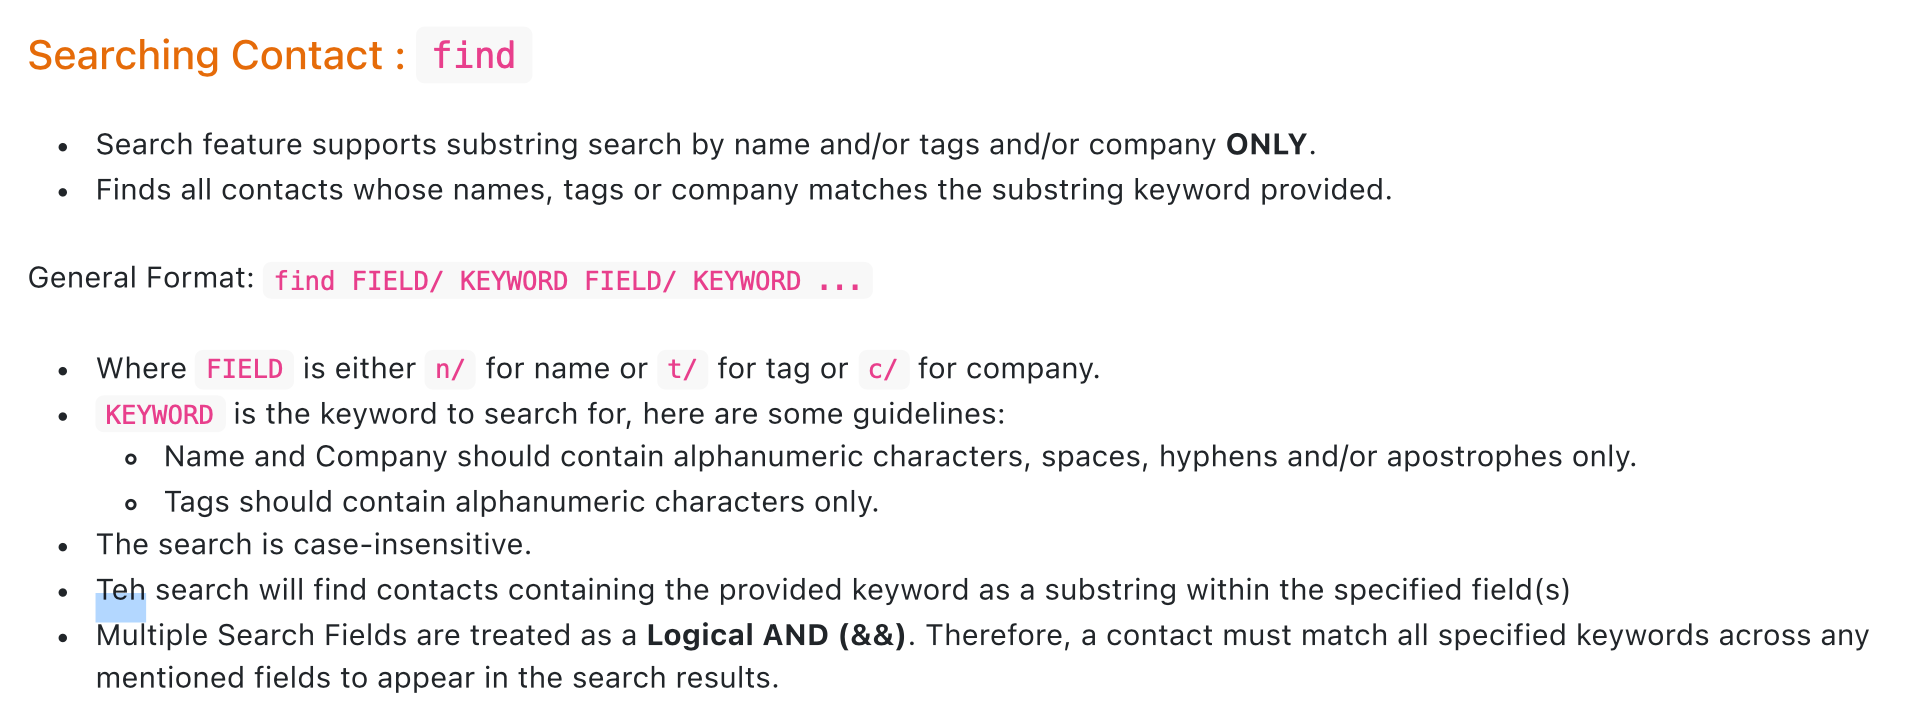 Searching Contact : find
• Search feature supports substring search by name and/or tags and/or company ONLY.
• Finds all contacts whose names, tags or company matches the substring keyword provided.
General Format: find FIELD/ KEYWORD FIELD/ KEYWORD ...
• Where FIELD is either n/ for name or t/ for tag or c/ for company.
• KEYWORD is the keyword to search for, here are some guidelines:
◦ Name and Company should contain alphanumeric characters, spaces, hyphens and/or apostrophes only.
◦ Tags should contain alphanumeric characters only.
• The search is case-insensitive.
• Teh search will find contacts containing the provided keyword as a substring within the specified field(s)
• Multiple Search Fields are treated as a Logical AND (&&). Therefore, a contact must match all specified keywords across any
mentioned fields to appear in the search results.